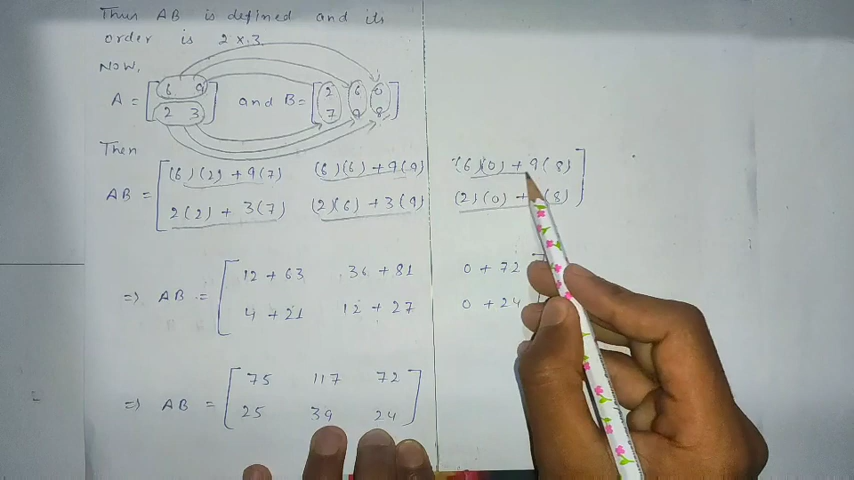 Thus AB is defined and its
order is 2 × 3.
NOW,
A = [ 6 9
2 3 ] and B = [ 2 6 0
7 9 8 ]
Then
AB = [ (6)(2) + 9(7) (6)(6) + 9(9) (6)(0) + 9(8)
2(2) + 3(7) (2)(6) + 3(9) (2)(0) + (8) ]
⇒ AB = [ 12 + 63 36 + 81 0 + 72
4 + 21 12 + 27 0 + 24 ]
⇒ AB = [ 75 117 72
25 39 24 ]